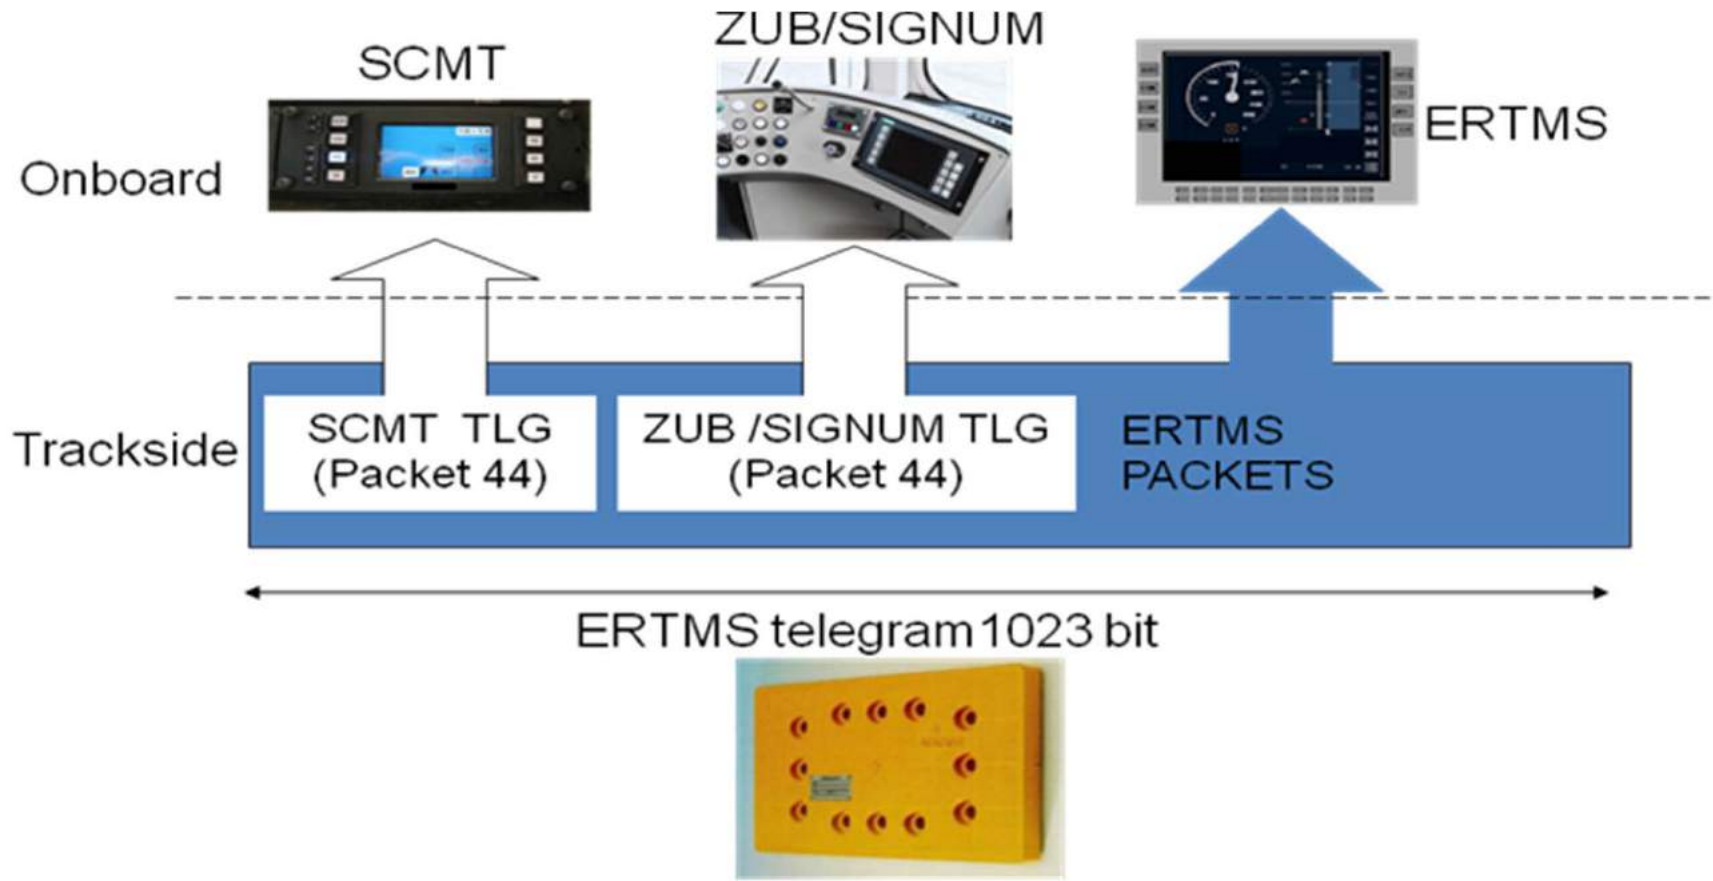 SCMT
ZUB/SIGNUM
ERTMS
Onboard
Trackside
SCMT TLG
(Packet 44)
ZUB /SIGNUM TLG
(Packet 44)
ERTMS
PACKETS
ERTMS telegram 1023 bit